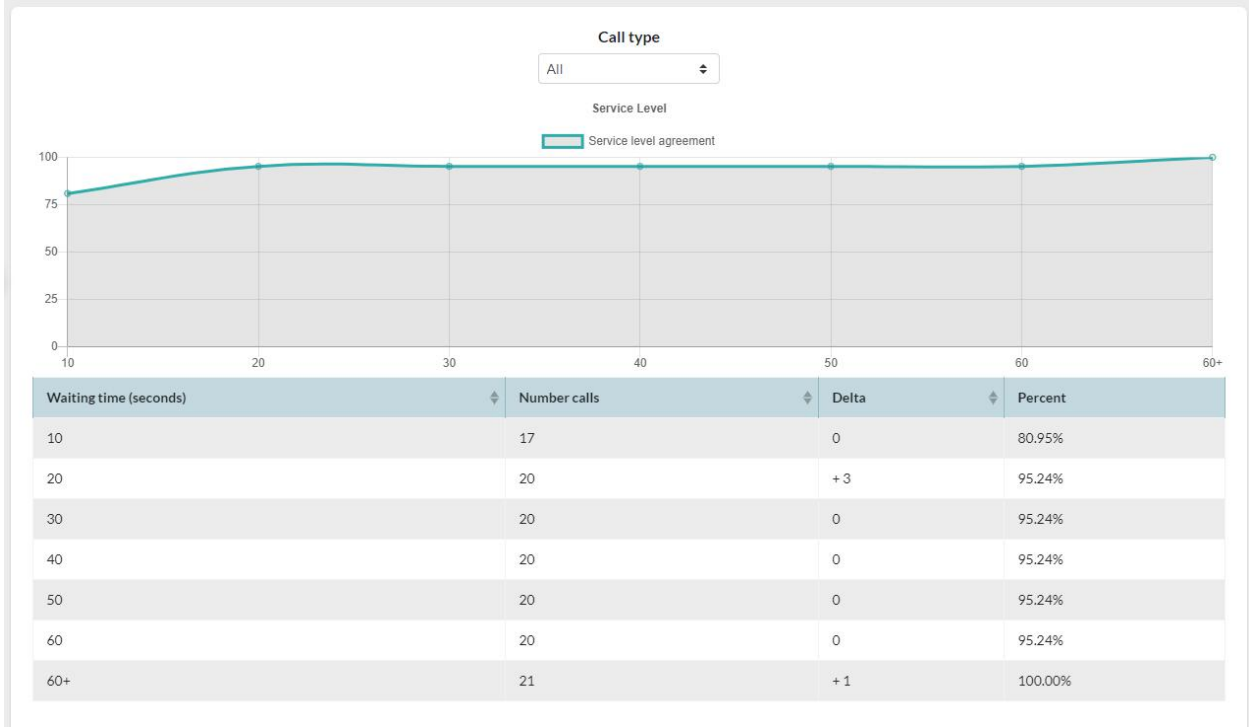 Call type
All
Service Level
Service level agreement
100
75
50
25
0
10 20 30 40 50 60 60+
Waiting time (seconds) Number calls Delta Percent
10 17 0 80.95%
20 20 + 3 95.24%
30 20 0 95.24%
40 20 0 95.24%
50 20 0 95.24%
60 20 0 95.24%
60+ 21 + 1 100.00%